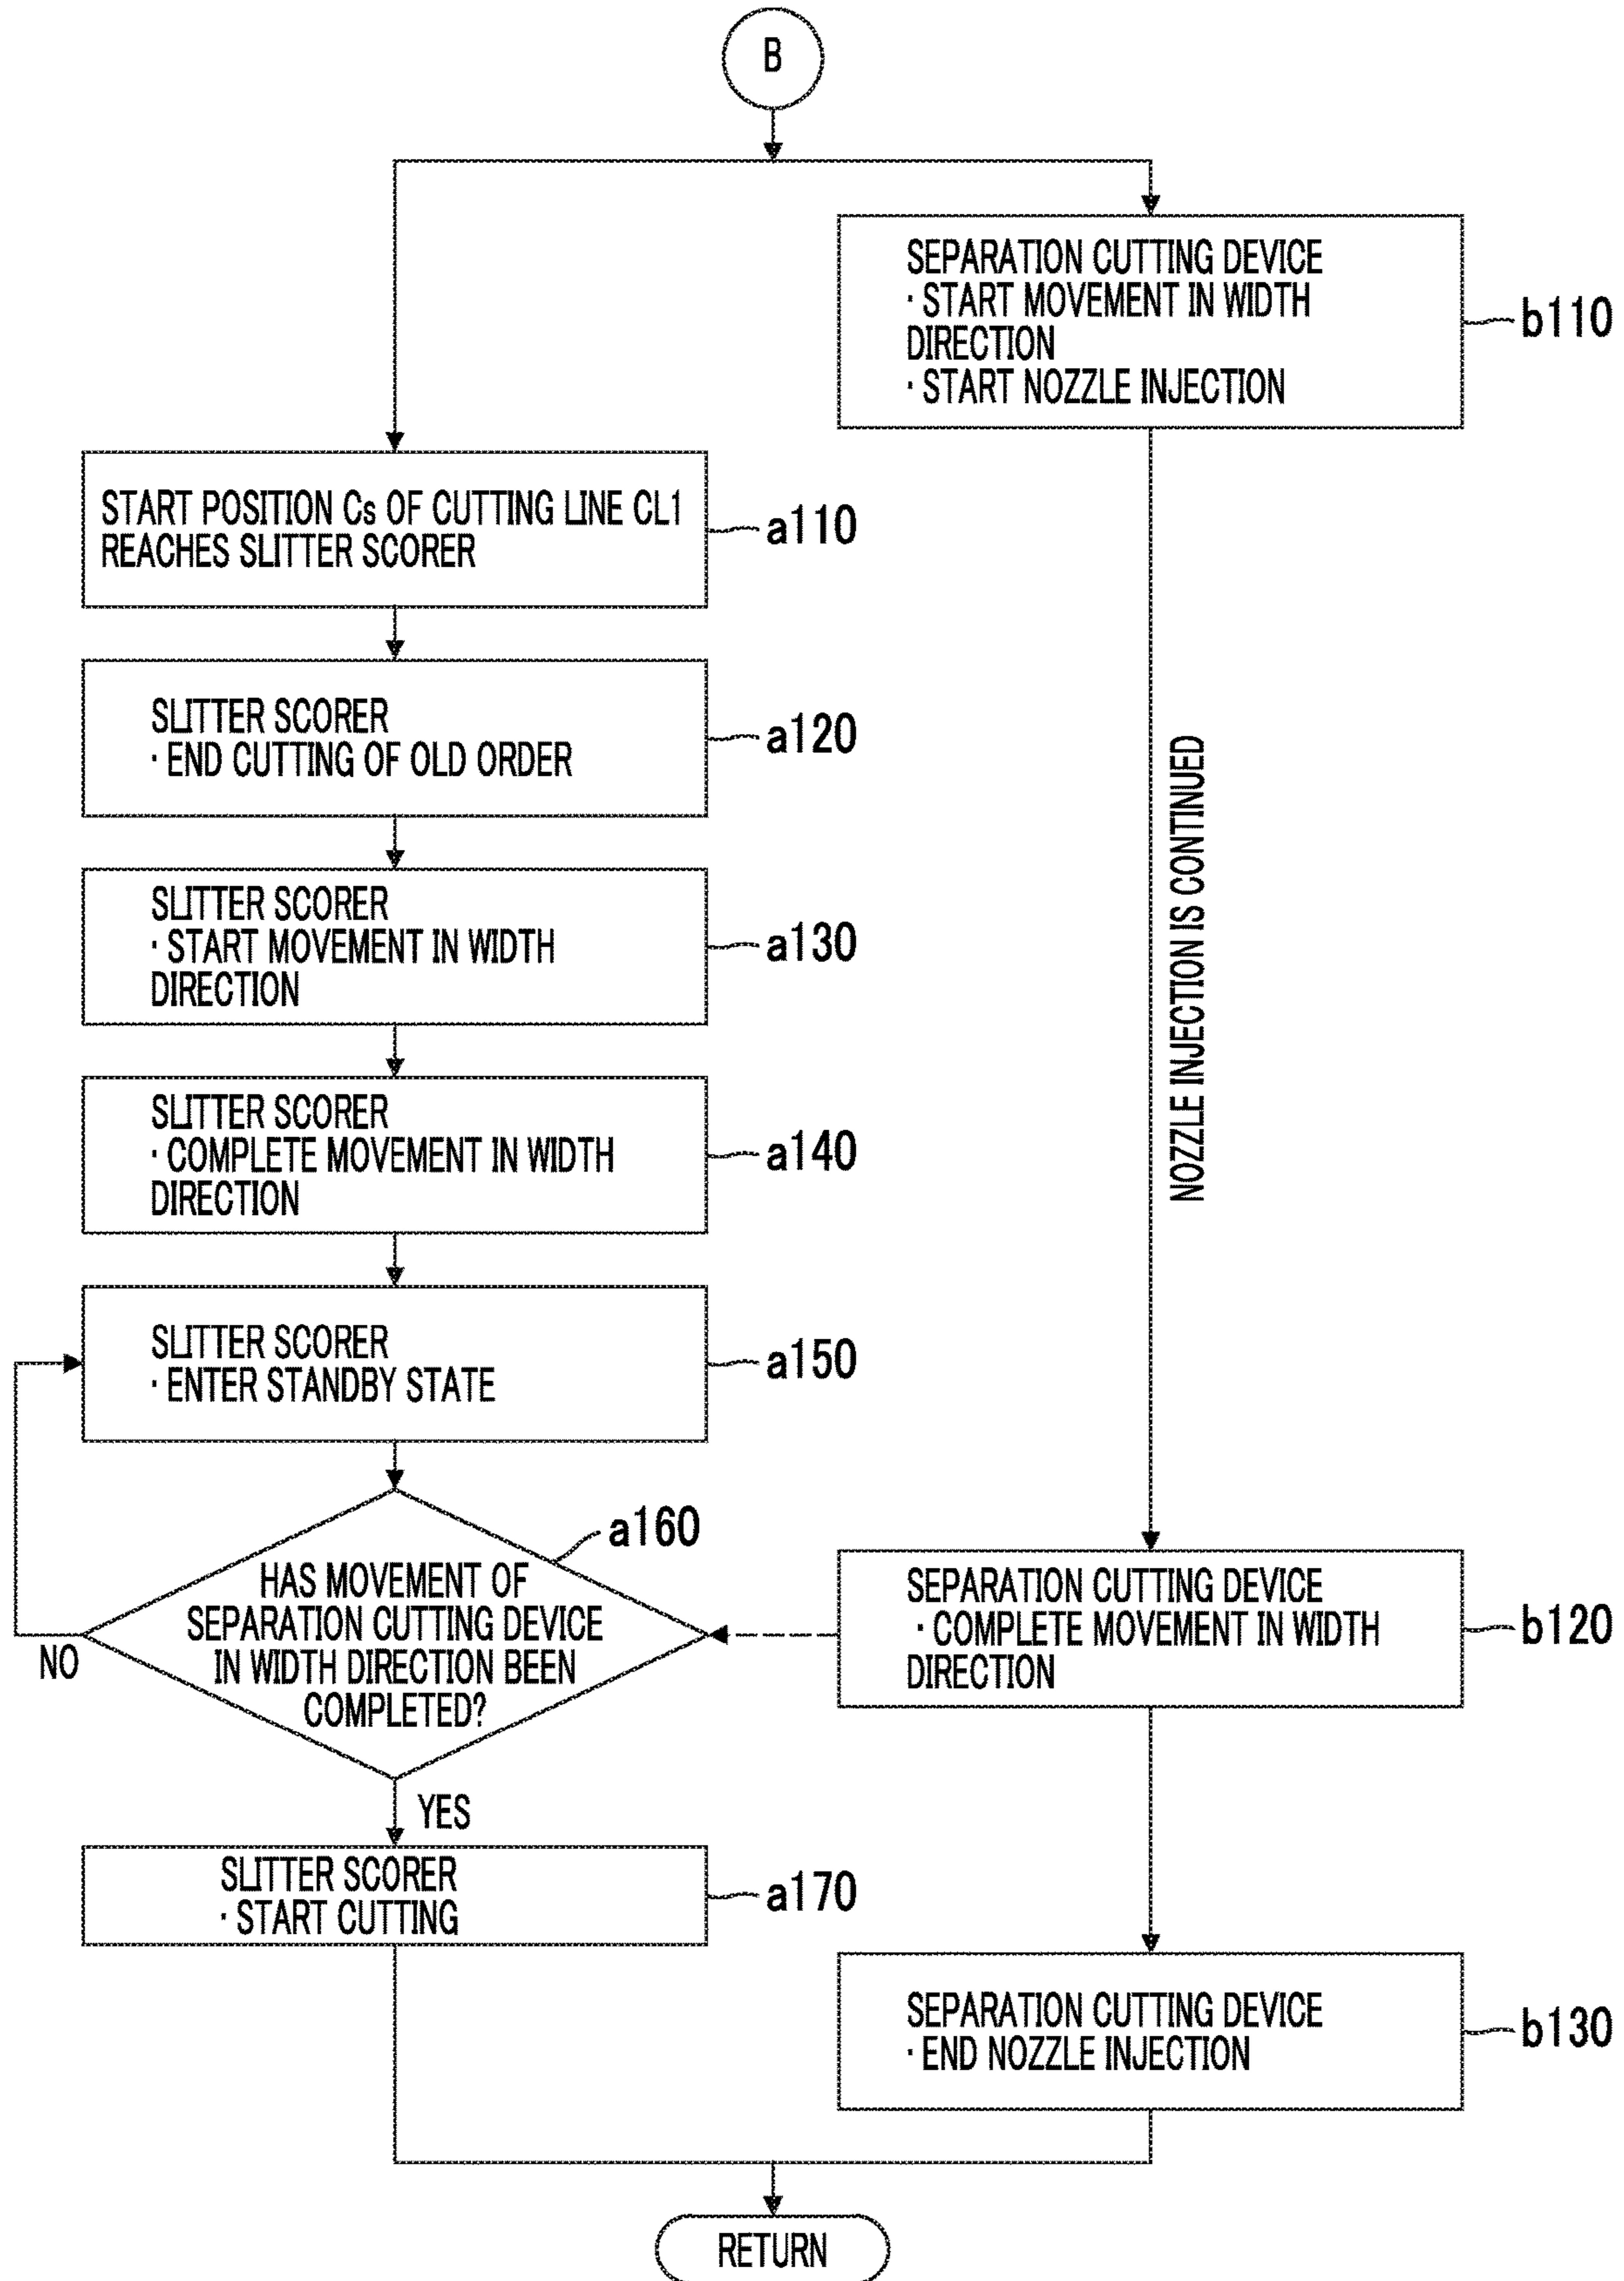 B
SEPARATION CUTTING DEVICE
· START MOVEMENT IN WIDTH
DIRECTION
· START NOZZLE INJECTION
b110
START POSITION Cs OF CUTTING LINE CL1
REACHES SLITTER SCORER
a110
SLITTER SCORER
· END CUTTING OF OLD ORDER
a120
SLITTER SCORER
· START MOVEMENT IN WIDTH
DIRECTION
a130
NOZZLE INJECTION IS CONTINUED
SLITTER SCORER
· COMPLETE MOVEMENT IN WIDTH
DIRECTION
a140
SLITTER SCORER
· ENTER STANDBY STATE
a150
a160
HAS MOVEMENT OF
SEPARATION CUTTING DEVICE
IN WIDTH DIRECTION BEEN
COMPLETED?
NO
SEPARATION CUTTING DEVICE
· COMPLETE MOVEMENT IN WIDTH
DIRECTION
b120
YES
SLITTER SCORER
· START CUTTING
a170
SEPARATION CUTTING DEVICE
· END NOZZLE INJECTION
b130
RETURN